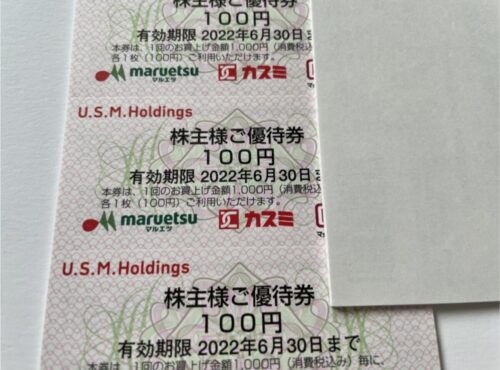 株主様ご優待券
100円
有効期限 2022年6月30日まで
本券は、1回のお買上げ金額1,000円(消費税込
各1枚(100円)ご利用いただけます。
maruetsu カスミ
マルエツ
U.S.M.Holdings
株主様ご優待券
100円
有効期限 2022年6月30日まで
本券は、1回のお買上げ金額1,000円(消費税込
各1枚(100円)ご利用いただけます。
maruetsu カスミ
マルエツ マ
U.S.M.Holdings
株主様ご優待券
100円
有効期限 2022年6月30日まで
本券は、1回のお買上げ金額1,000円(消費税込み)毎に、